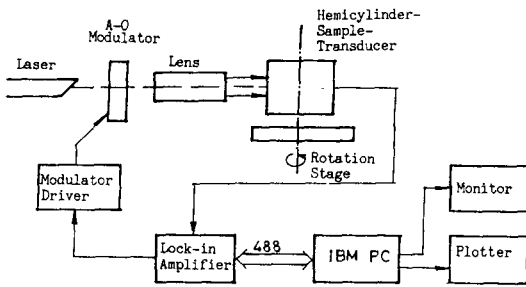 Hemicylinder-
Sample-
Transducer
A-O
Modulator
Laser
Lens
Rotation
Stage
Modulator
Driver
Monitor
Lock-in
Amplifier
488
IBM PC
Plotter